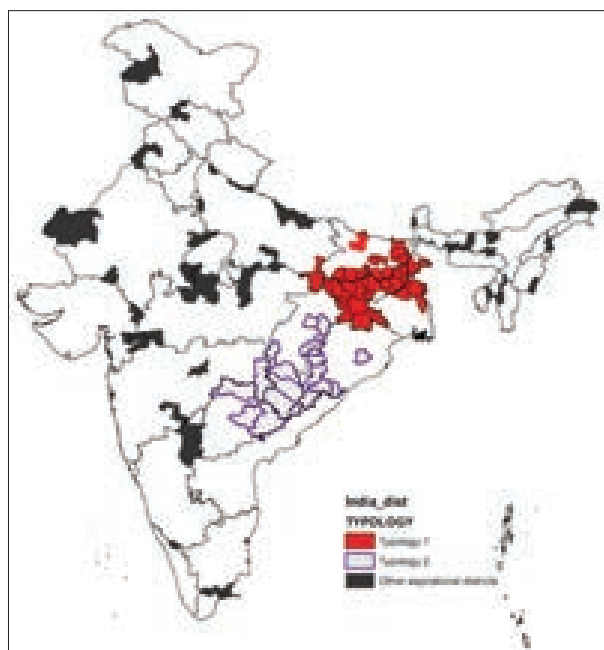 India_dist
TYPOLOGY
Typology 1
Typology 2
Other aspirational districts